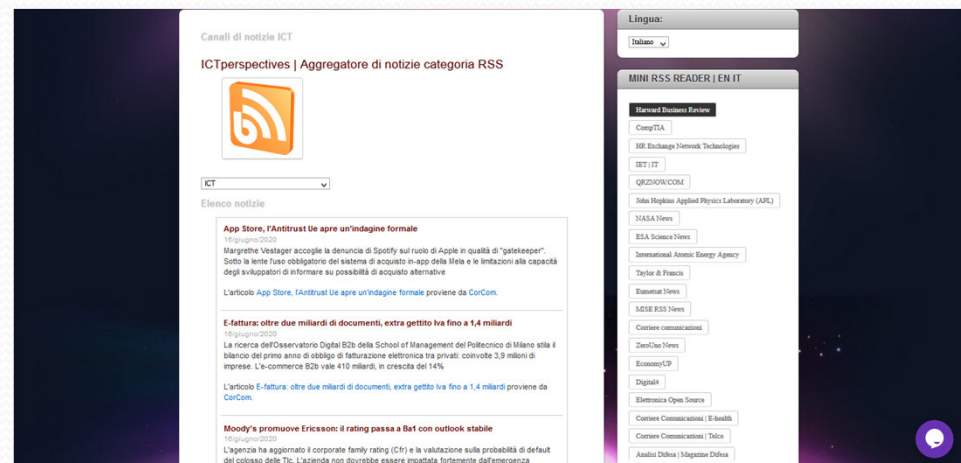 Canali di notizie ICT
ICTperspectives | Aggregatore di notizie categoria RSS
ICT
Elenco notizie
App Store, l'Antitrust Ue apre un'indagine formale
16/giugno/2020
Margrethe Vestager accoglie la denuncia di Spotify sul ruolo di Apple in qualità di "gatekeeper".
Sotto la lente l'uso obbligatorio del sistema di acquisto in-app della Mela e le limitazioni alla capacità
degli sviluppatori di informare su possibilità di acquisto alternative
L'articolo App Store, l'Antitrust Ue apre un'indagine formale proviene da CorCom.
E-fattura: oltre due miliardi di documenti, extra gettito Iva fino a 1,4 miliardi
16/giugno/2020
La ricerca dell'Osservatorio Digital B2b della School of Management del Politecnico di Milano stila il
bilancio del primo anno di obbligo di fatturazione elettronica tra privati: coinvolte 3,9 milioni di
imprese. L'e-commerce B2b vale 410 miliardi, in crescita del 14%
L'articolo E-fattura: oltre due miliardi di documenti, extra gettito Iva fino a 1,4 miliardi proviene da
CorCom.
Moody's promuove Ericsson: il rating passa a Ba1 con outlook stabile
16/giugno/2020
L'agenzia ha aggiornato il corporate family rating (Cfr) e la valutazione sulla probabilità di default
del colosso delle Tlc. L'azienda non dovrebbe essere impattata fortemente dall'emergenza
Lingua:
Italiano
MINI RSS READER | EN IT
Harward Business Review
CompTIA
HR Exchange Network Technologies
IET | IT
QRZNOW.COM
John Hopkins Applied Physics Laboratory (APL)
NASA News
ESA Science News
International Atomic Energy Agency
Taylor & Francis
Eumetsat News
MISE RSS News
Corriere comunicazioni
ZeroUno News
EconomyUP
Digital4
Elettronica Open Source
Corriere Comunicazioni | E-health
Corriere Comunicazioni | Telco
Analisi Difesa | Magazine Difesa